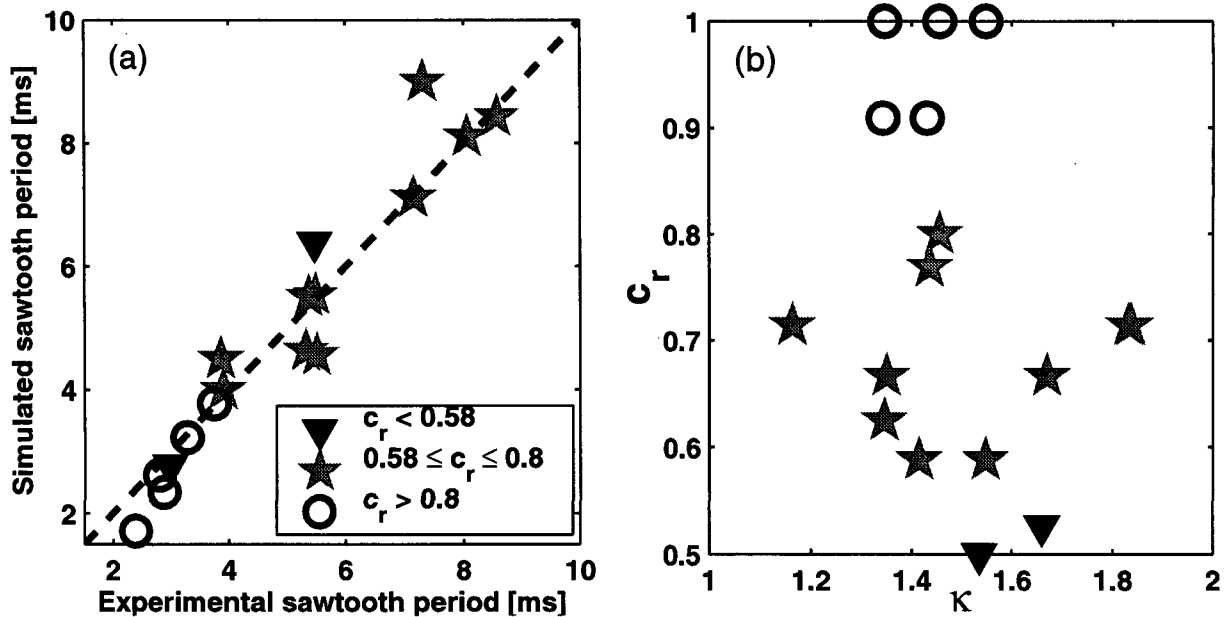 (a)
Simulated sawtooth period [ms]
10
8
6
4
2
2 4 6 8 10
Experimental sawtooth period [ms]
c_r < 0.58
0.58 ≤ c_r ≤ 0.8
c_r > 0.8
(b)
c_r
1
0.9
0.8
0.7
0.6
0.5
1 1.2 1.4 1.6 1.8 2
κ